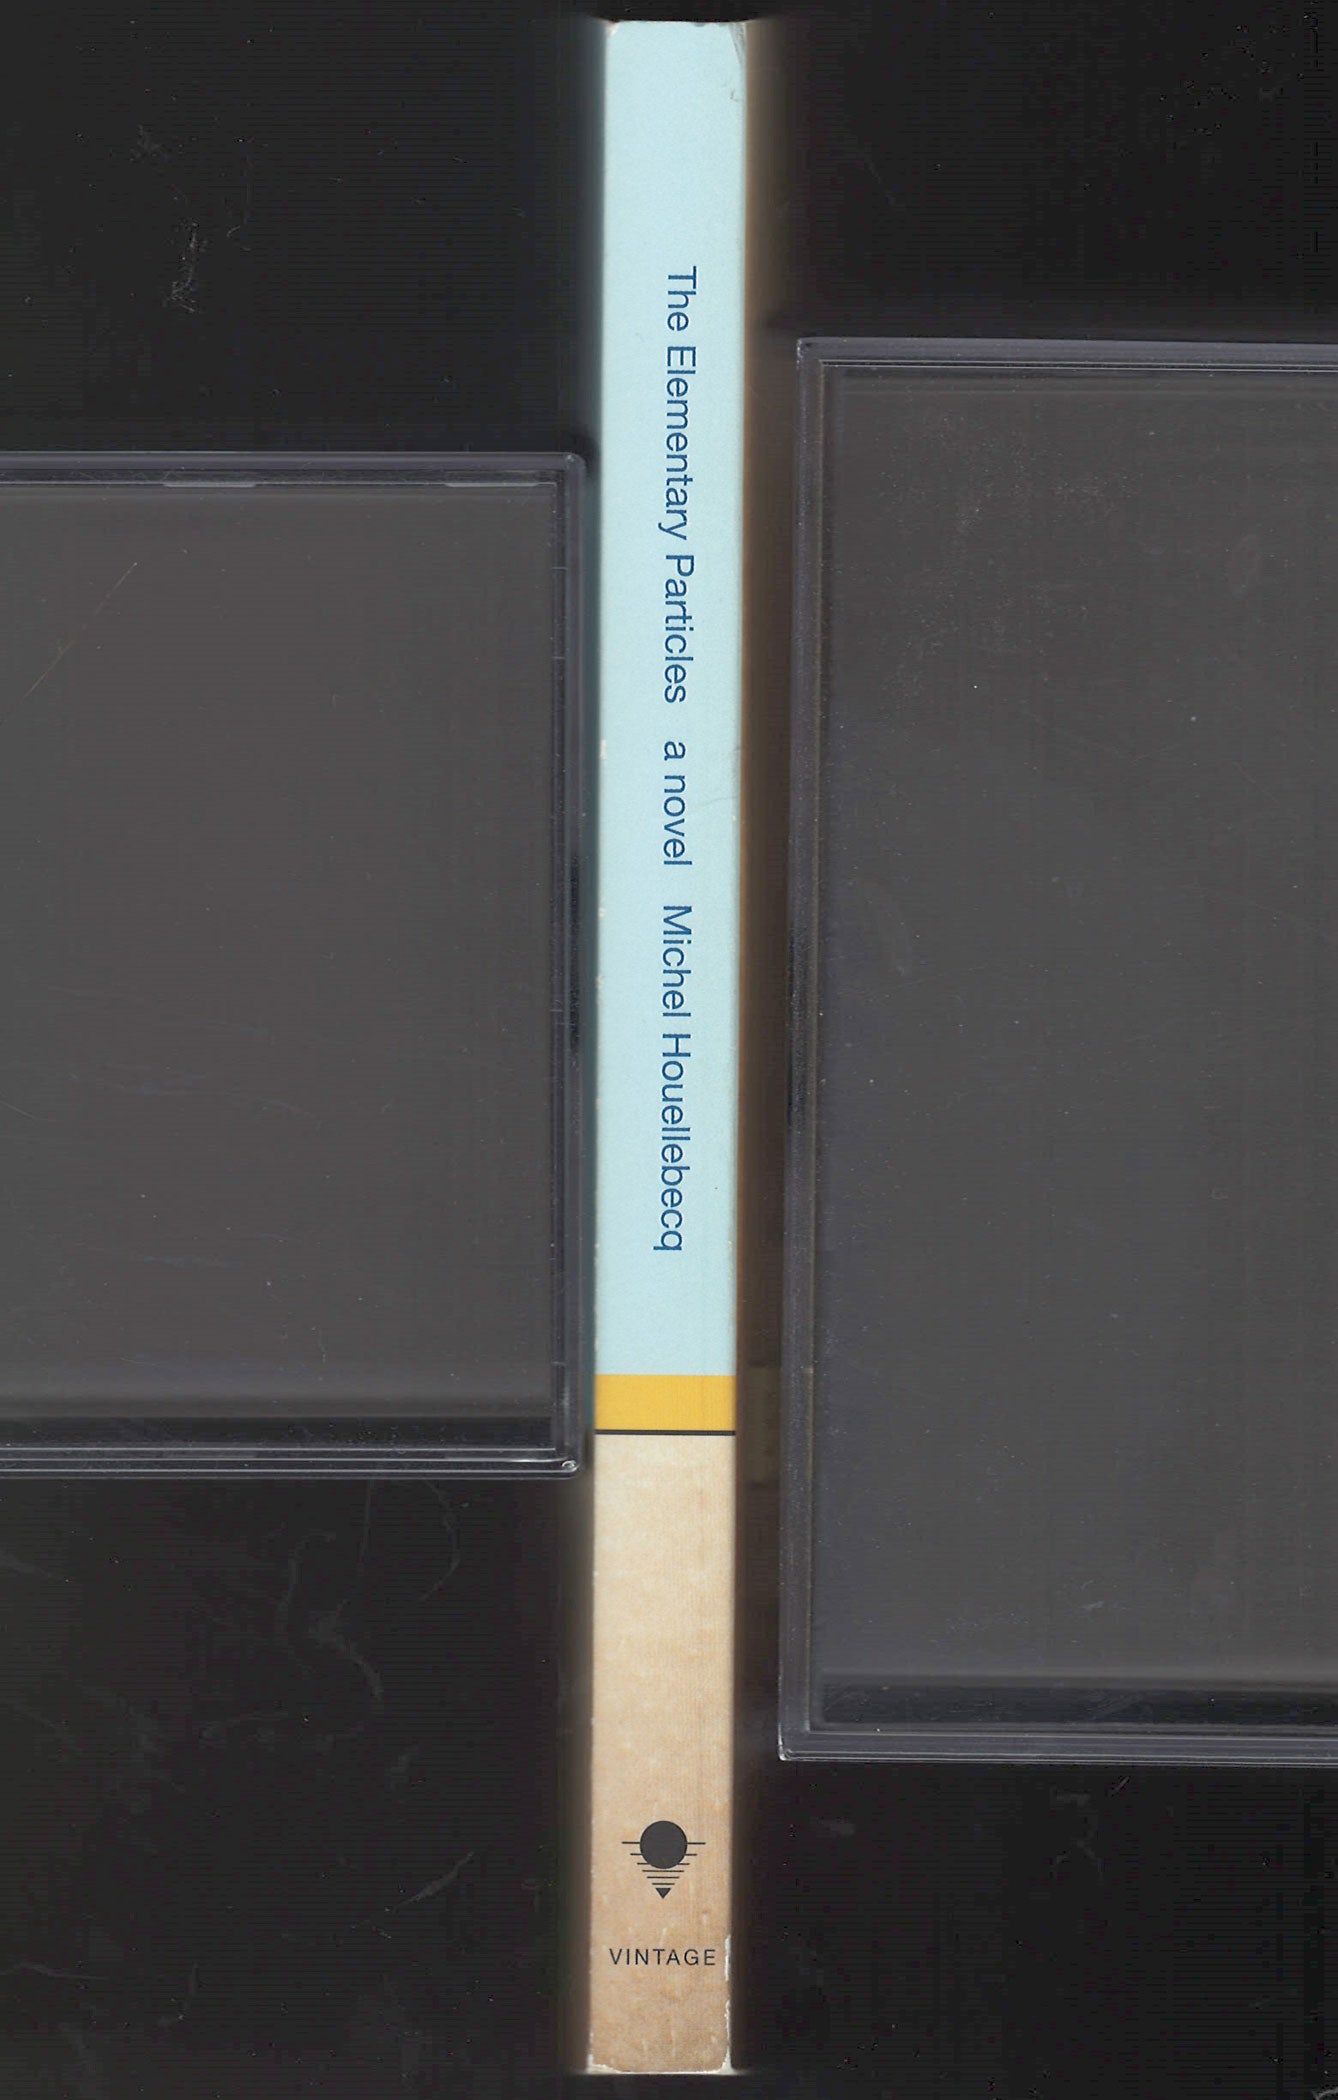 The Elementary Particles a novel Michel Houellebecq
VINTAGE